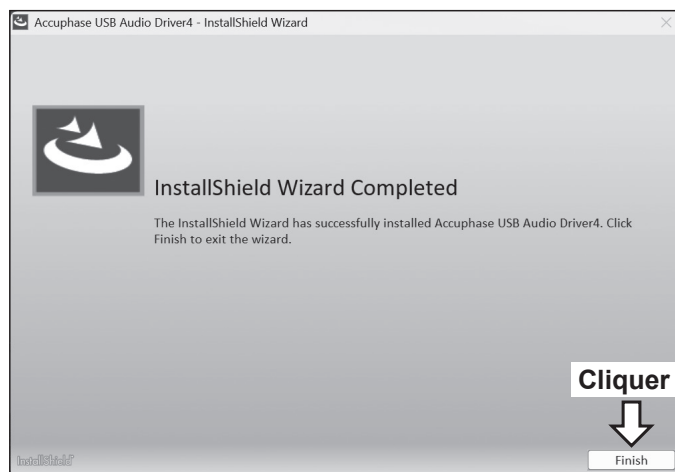 Accuphase USB Audio Driver4 - InstallShield Wizard
InstallShield Wizard Completed
The InstallShield Wizard has successfully installed Accuphase USB Audio Driver4. Click
Finish to exit the wizard.
Cliquer
InstallShield
Finish